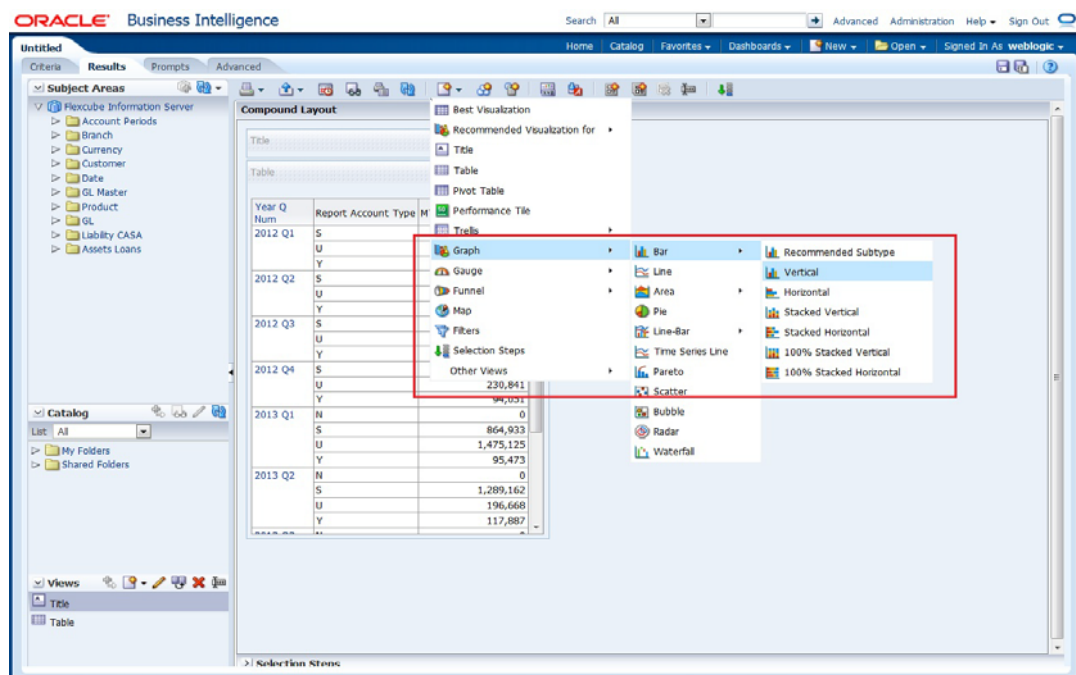 ORACLE Business Intelligence
Search All
Advanced Administration Help Sign Out
Untitled
Home Catalog Favorites Dashboards New Open Signed In As weblogic
Criteria Results Prompts Advanced
Subject Areas
Flexcube Information Server
Account Periods
Branch
Currency
Customer
Date
GL Master
Product
GL
Liability CASA
Assets Loans
Catalog
List All
My Folders
Shared Folders
Views
Title
Table
Compound Layout
Title
Table
Year Q Num Report Account Type
2012 Q1 S
U
Y
2012 Q2 S
U
Y
2012 Q3 S
U
Y
2012 Q4 S
U 230,841
Y 94,051
2013 Q1 N 0
S 864,933
U 1,475,125
Y 95,473
2013 Q2 N 0
S 1,289,162
U 196,668
Y 117,887
Best Visualization
Recommended Visualization for
Title
Table
Pivot Table
Performance Tile
Trellis
Graph
Gauge
Funnel
Map
Filters
Selection Steps
Other Views
Bar
Line
Area
Pie
Line-Bar
Time Series Line
Pareto
Scatter
Bubble
Radar
Waterfall
Recommended Subtype
Vertical
Horizontal
Stacked Vertical
Stacked Horizontal
100% Stacked Vertical
100% Stacked Horizontal
Selection Steps